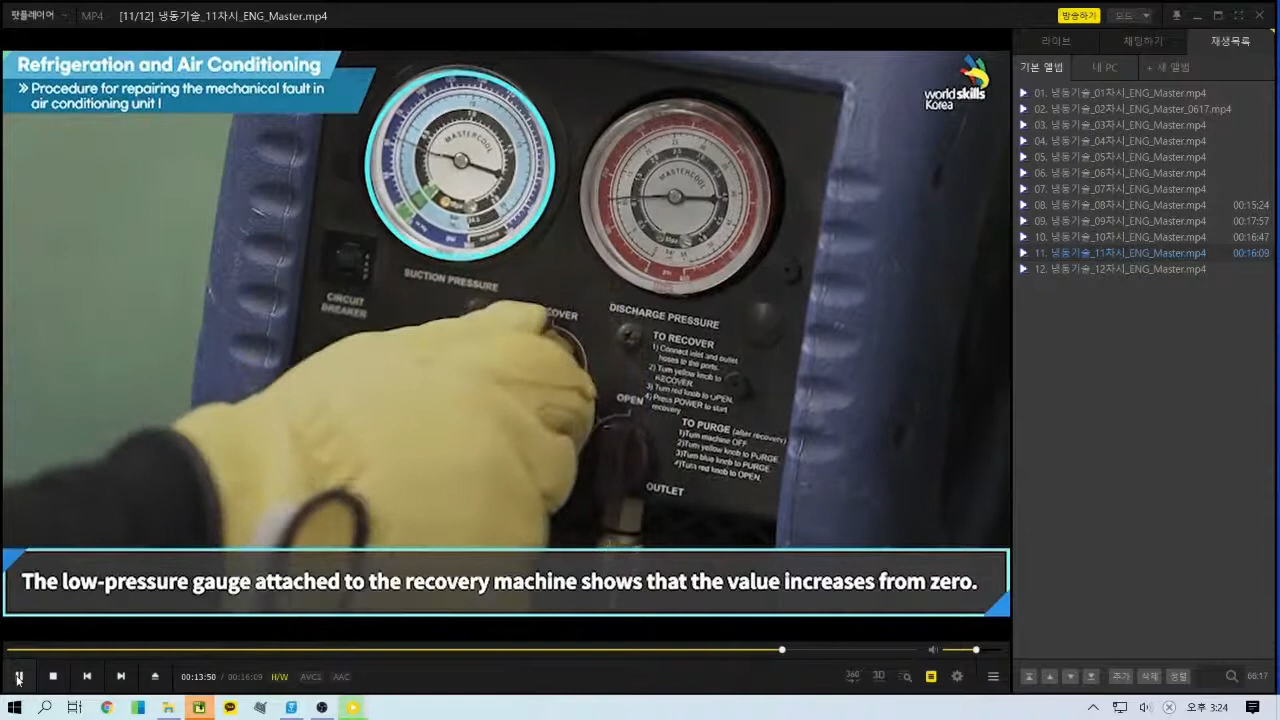 팟플레이어
MP4
[11/12] 냉동기술_11차시_ENG_Master.mp4
방송하기
모드
라이브
채팅하기
재생목록
기본 앨범
내 PC
+ 새 앨범
Refrigeration and Air Conditioning
» Procedure for repairing the mechanical fault in
air conditioning unit I
worldskills
Korea
01. 냉동기술_01차시_ENG_Master.mp4
02. 냉동기술_02차시_ENG_Master_0617.mp4
03. 냉동기술_03차시_ENG_Master.mp4
04. 냉동기술_04차시_ENG_Master.mp4
05. 냉동기술_05차시_ENG_Master.mp4
06. 냉동기술_06차시_ENG_Master.mp4
07. 냉동기술_07차시_ENG_Master.mp4
08. 냉동기술_08차시_ENG_Master.mp4 00:15:24
09. 냉동기술_09차시_ENG_Master.mp4 00:17:57
10. 냉동기술_10차시_ENG_Master.mp4 00:16:47
11. 냉동기술_11차시_ENG_Master.mp4 00:16:09
12. 냉동기술_12차시_ENG_Master.mp4
MASTERCOOL
MASTERCOOL
SUCTION PRESSURE
DISCHARGE PRESSURE
CIRCUIT
BREAKER
COVER
TO RECOVER
1) Connect inlet and outlet
hoses to the ports.
2) Turn yellow knob to
RECOVER
3) Turn red knob to OPEN.
4) Press POWER to start
recovery
OPEN
TO PURGE (after recovery)
1)Turn machine OFF
2)Turn yellow knob to PURGE.
3)Turn blue knob to PURGE
4)Turn red knob to OPEN.
OUTLET
The low-pressure gauge attached to the recovery machine shows that the value increases from zero.
00:13:50 / 00:16:09 H/W AVC1 AAC
360° 3D
추가 삭제 정렬
66:17
오후 3:24